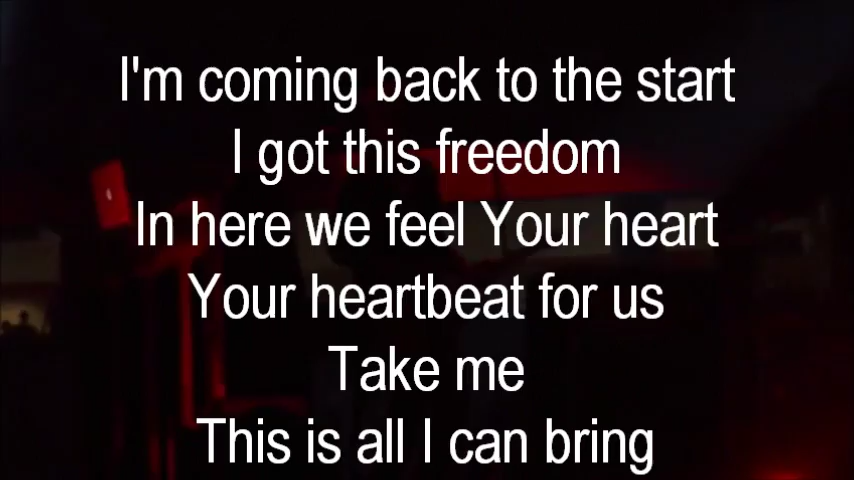 I'm coming back to the start
I got this freedom
In here we feel Your heart
Your heartbeat for us
Take me
This is all I can bring